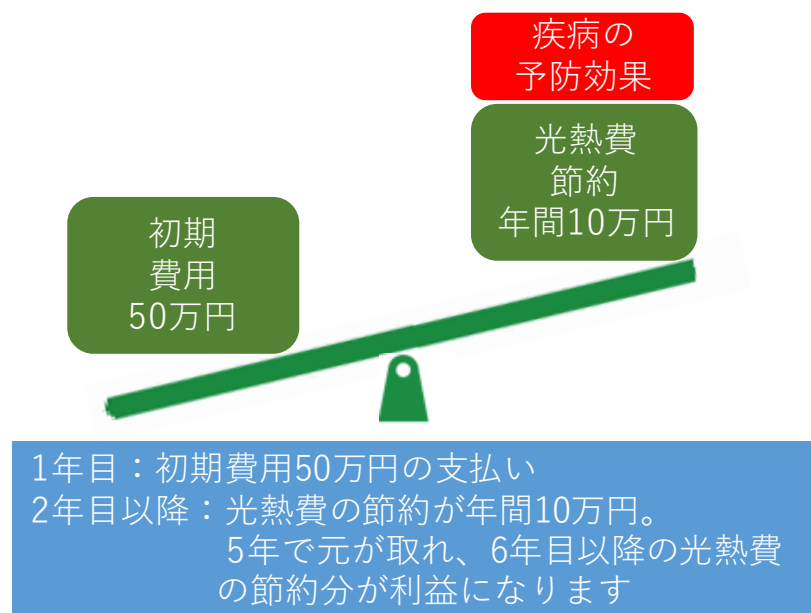 疾病の
予防効果
光熱費
節約
年間10万円
初期
費用
50万円
1年目：初期費用50万円の支払い
2年目以降：光熱費の節約が年間10万円。
5年で元が取れ、6年目以降の光熱費
の節約分が利益になります